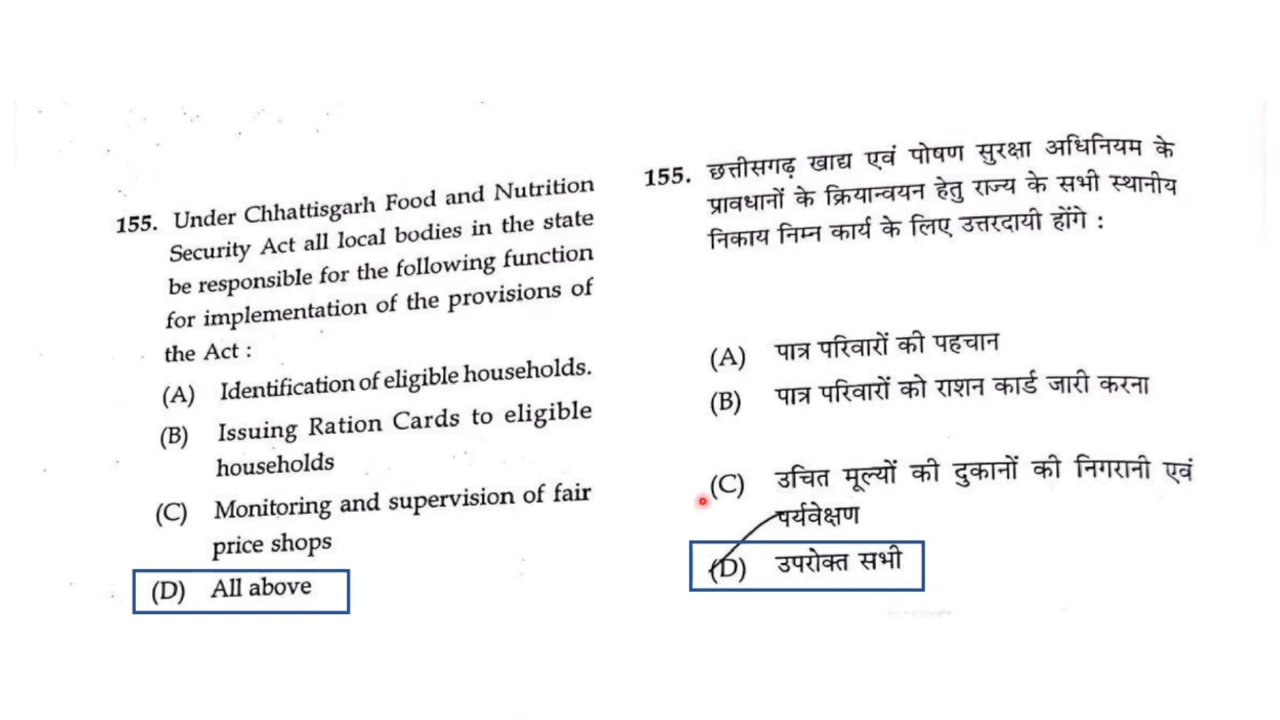 155. Under Chhattisgarh Food and Nutrition
Security Act all local bodies in the state
be responsible for the following function
for implementation of the provisions of
the Act :
(A) Identification of eligible households.
(B) Issuing Ration Cards to eligible
households
(C) Monitoring and supervision of fair
price shops
(D) All above
155. छत्तीसगढ़ खाद्य एवं पोषण सुरक्षा अधिनियम के
प्रावधानों के क्रियान्वयन हेतु राज्य के सभी स्थानीय
निकाय निम्न कार्य के लिए उत्तरदायी होंगे :
(A) पात्र परिवारों की पहचान
(B) पात्र परिवारों को राशन कार्ड जारी करना
(C) उचित मूल्यों की दुकानों की निगरानी एवं
पर्यवेक्षण
(D) उपरोक्त सभी